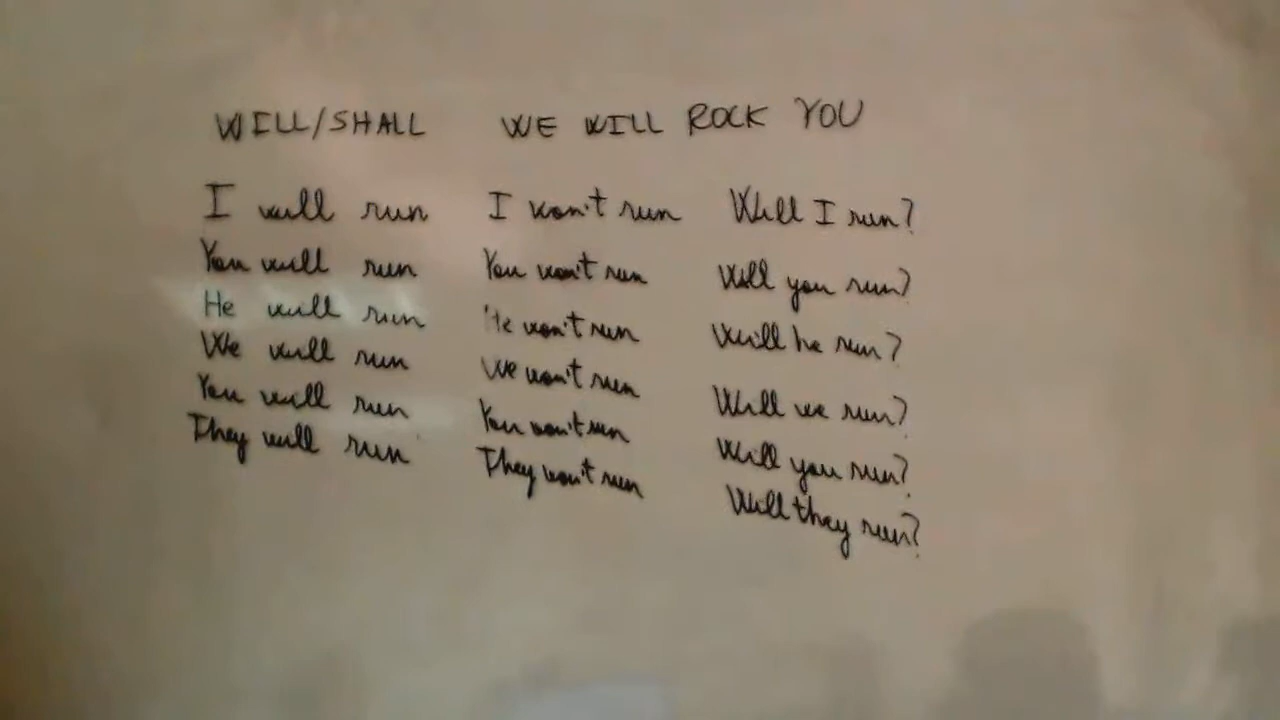 WILL/SHALL WE WILL ROCK YOU
I will run I won't run Will I run?
You will run You won't run Will you run?
He will run He won't run Will he run?
We will run We won't run Will we run?
You will run You won't run Will you run?
They will run They won't run Will they run?